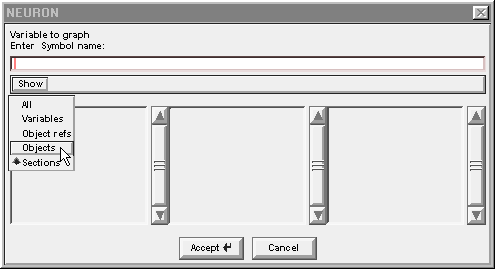 NEURON
Variable to graph
Enter Symbol name:
Show
All
Variables
Object refs
Objects
Sections
Accept
Cancel